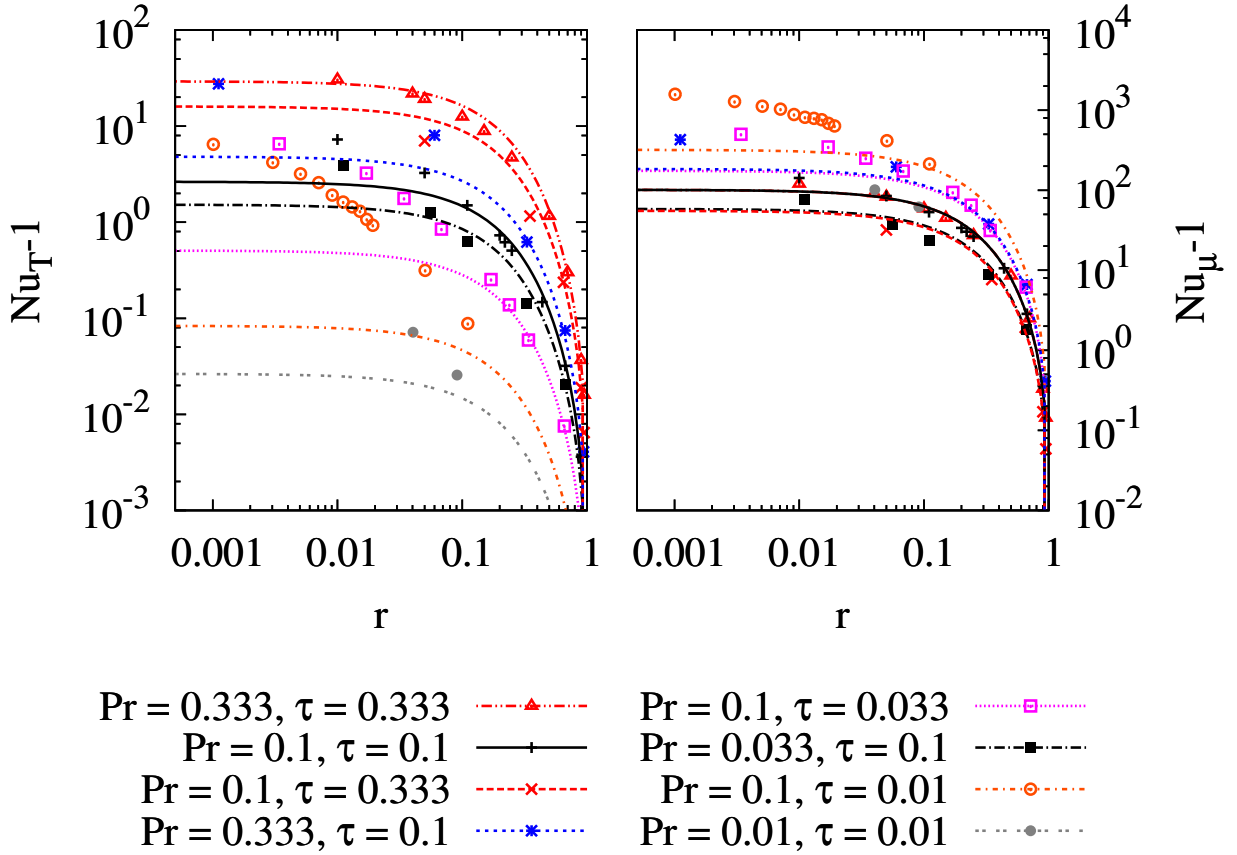 10^2
10^1
10^0
10^-1
10^-2
10^-3
Nu_T-1
0.001 0.01 0.1 1
r
10^4
10^3
10^2
10^1
10^0
10^-1
10^-2
Nu_μ-1
0.001 0.01 0.1 1
r
Pr = 0.333, τ = 0.333
Pr = 0.1, τ = 0.1
Pr = 0.1, τ = 0.333
Pr = 0.333, τ = 0.1
Pr = 0.1, τ = 0.033
Pr = 0.033, τ = 0.1
Pr = 0.1, τ = 0.01
Pr = 0.01, τ = 0.01